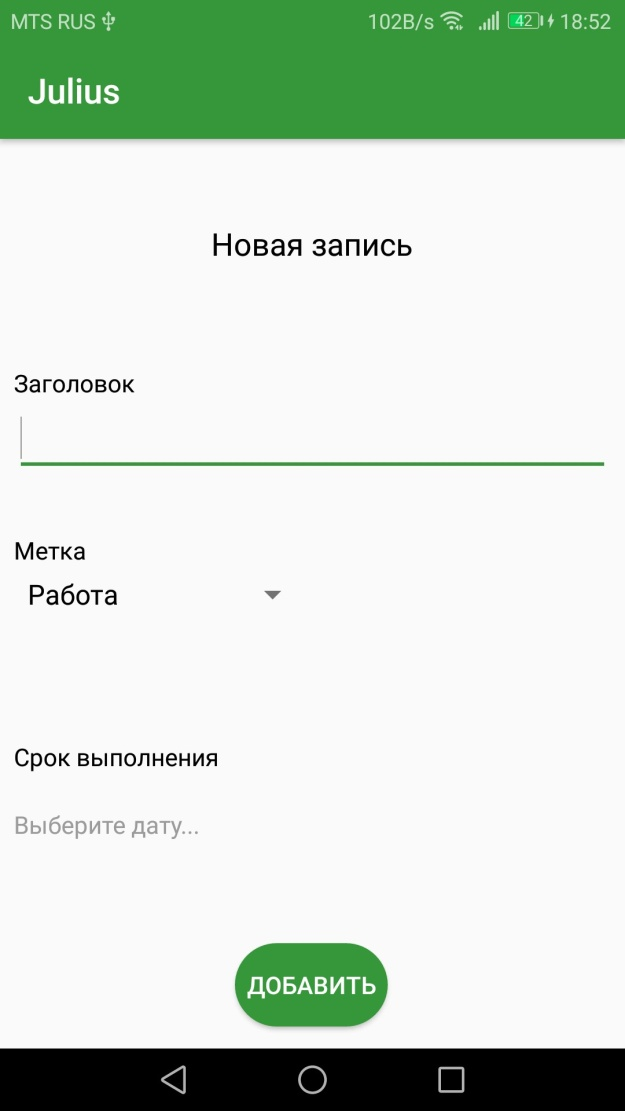 MTS RUS 102B/s 42 18:52
Julius
Новая запись
Заголовок
Метка
Работа
Срок выполнения
Выберите дату...
ДОБАВИТЬ